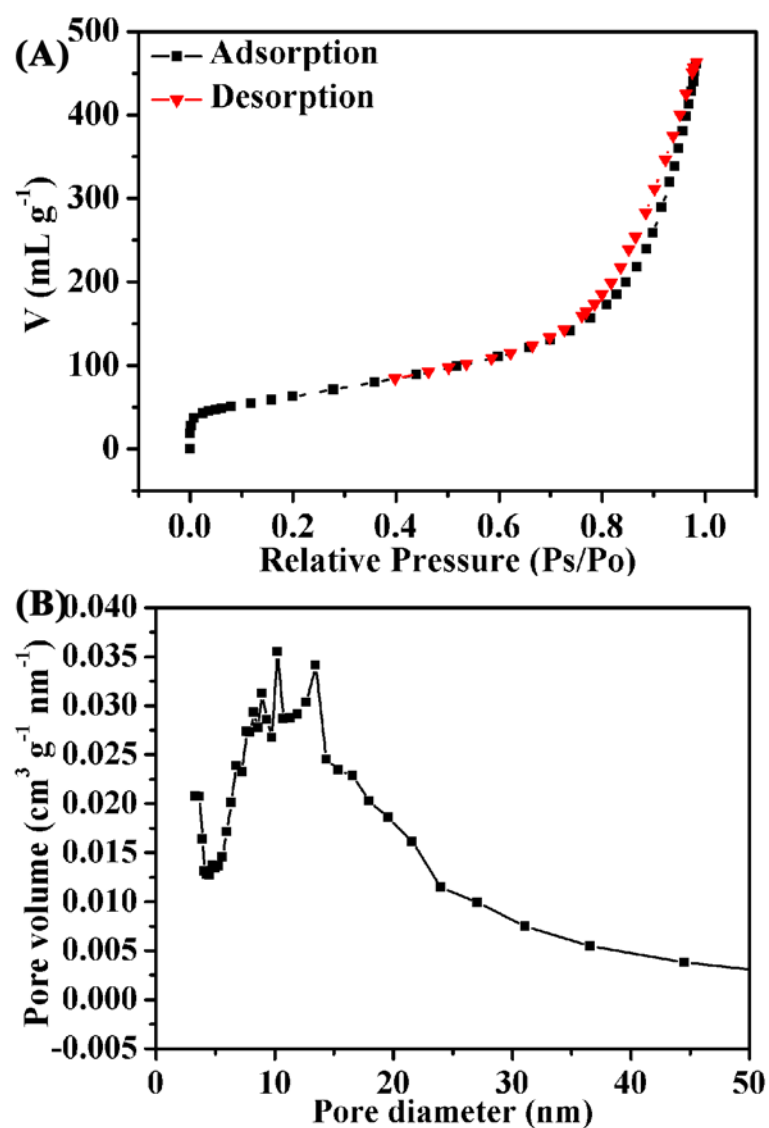 (A)
Adsorption
Desorption
500
400
300
200
100
0
V (mL g⁻¹)
0.0 0.2 0.4 0.6 0.8 1.0
Relative Pressure (Ps/Po)
(B)
0.040
0.035
0.030
0.025
0.020
0.015
0.010
0.005
0.000
-0.005
Pore volume (cm³ g⁻¹ nm⁻¹)
0 10 20 30 40 50
Pore diameter (nm)